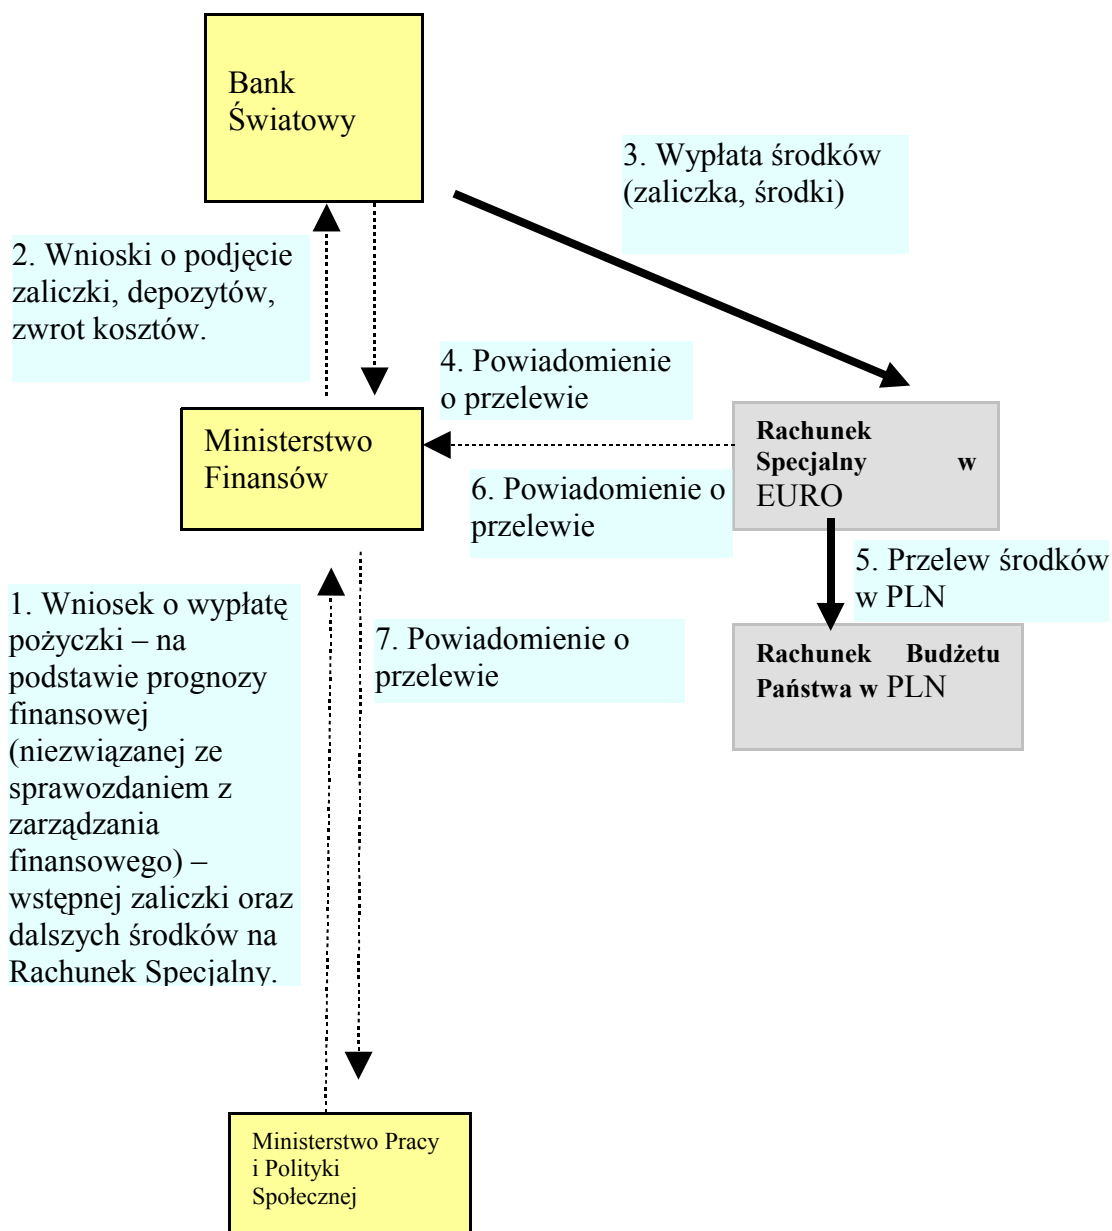 Bank
Światowy
3. Wypłata środków
(zaliczka, środki)
2. Wnioski o podjęcie
zaliczki, depozytów,
zwrot kosztów.
4. Powiadomienie
o przelewie
Ministerstwo
Finansów
Rachunek
Specjalny w
EURO
6. Powiadomienie o
przelewie
5. Przelew środków
w PLN
1. Wniosek o wypłatę
pożyczki – na
podstawie prognozy
finansowej
(niezwiązanej ze
sprawozdaniem z
zarządzania
finansowego) –
wstępnej zaliczki oraz
dalszych środków na
Rachunek Specjalny.
7. Powiadomienie o
przelewie
Rachunek Budżetu
Państwa w PLN
Ministerstwo Pracy
i Polityki
Społecznej